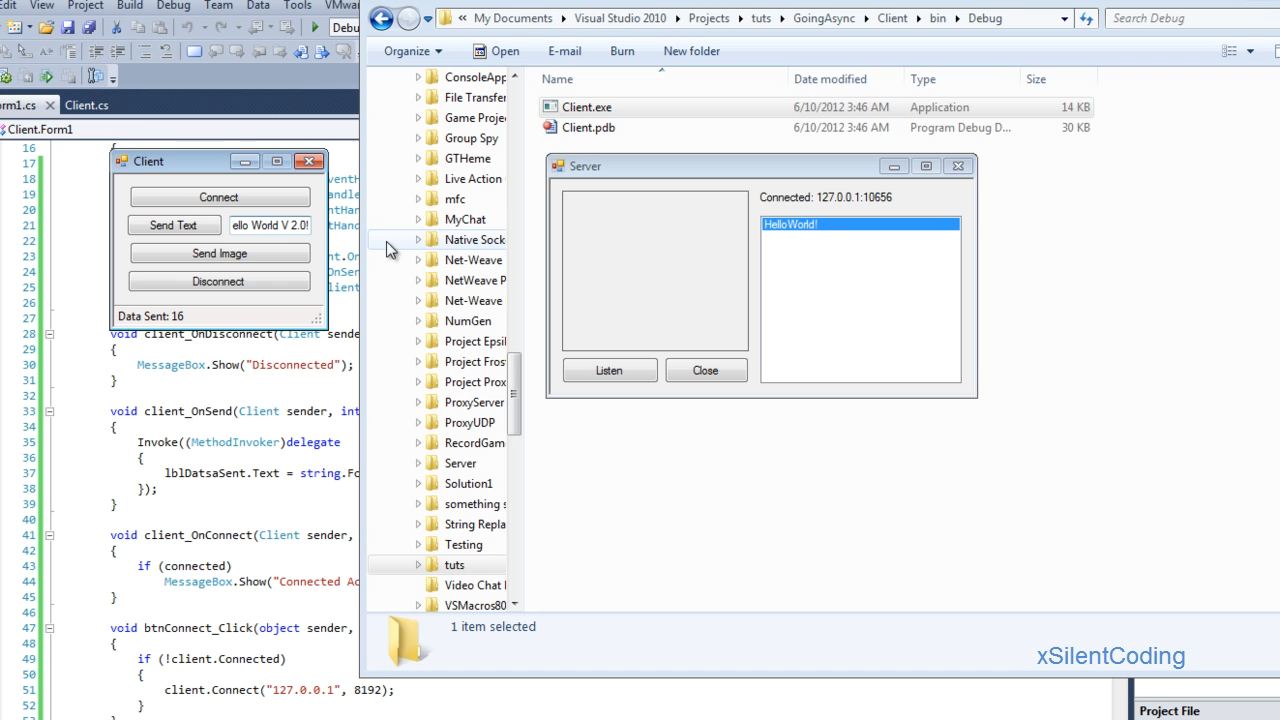 dit View Project Build Debug Team Data Tools VMware
Debu
orm1.cs Client.cs
Client.Form1
16 {
17
18
19
20
21
22
23
24
25
26
27
28 void client_OnDisconnect(Client sende
29 {
30 MessageBox.Show("Disconnected");
31 }
32
33 void client_OnSend(Client sender, int
34 {
35 Invoke((MethodInvoker)delegate
36 {
37 lblDatsaSent.Text = string.Fo
38 });
39 }
40
41 void client_OnConnect(Client sender,
42 {
43 if (connected)
44 MessageBox.Show("Connected Ac
45 }
46
47 void btnConnect_Click(object sender,
48 {
49 if (!client.Connected)
50 {
51 client.Connect("127.0.0.1", 8192);
52 }
Client
Connect
Send Text ello World V 2.0!
Send Image
Disconnect
Data Sent: 16
« My Documents Visual Studio 2010 Projects tuts GoingAsync Client bin Debug Search Debug
Organize Open E-mail Burn New folder
ConsoleApp
File Transfer
Game Proje
Group Spy
GTHeme
Live Action
mfc
MyChat
Native Sock
Net-Weave
NetWeave P
Net-Weave
NumGen
Project Epsil
Project Fros
Project Prox
ProxyServer
ProxyUDP
RecordGam
Server
Solution1
something s
String Repla
Testing
tuts
Video Chat
VSMacros80
Name Date modified Type Size
Client.exe 6/10/2012 3:46 AM Application 14 KB
Client.pdb 6/10/2012 3:46 AM Program Debug D... 30 KB
Server
Connected: 127.0.0.1:10656
HelloWorld!
Listen Close
1 item selected
xSilentCoding
Project File